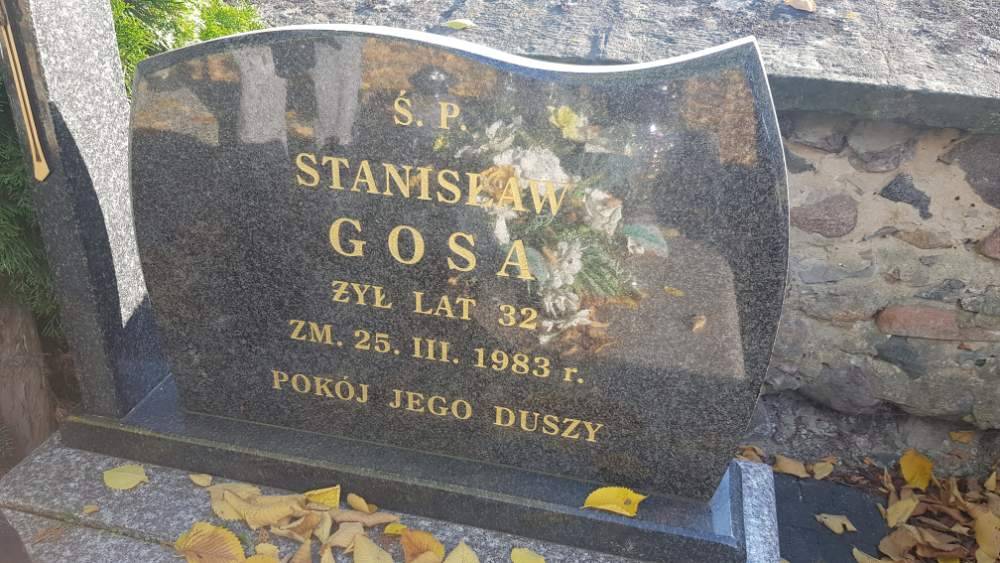 Ś. P.
STANISŁAW
GOSA
ŻYŁ LAT 32
ZM. 25. III. 1983 r.
POKÓJ JEGO DUSZY